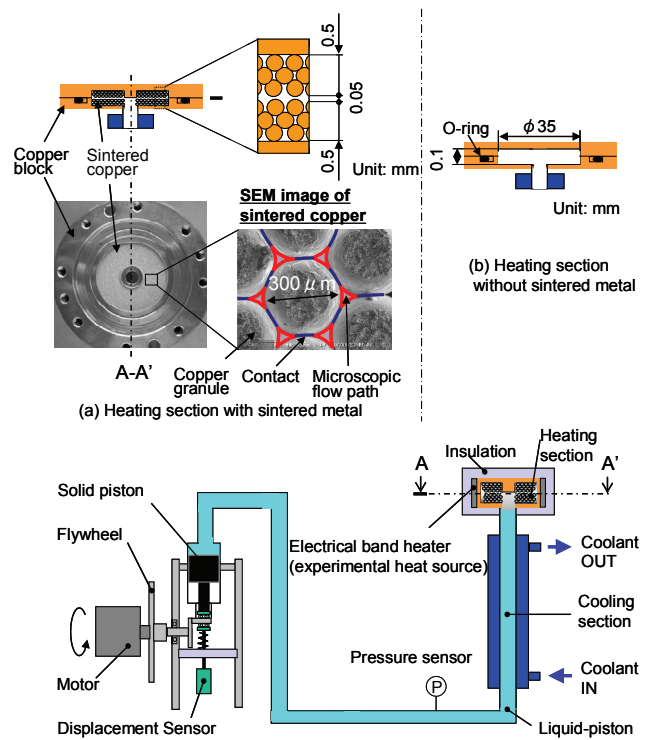 0.5
0.05
0.5
Unit: mm
Copper
block
Sintered
copper
SEM image of
sintered copper
300μm
A-A’
Copper
granule
Contact
Microscopic
flow path
(a) Heating section with sintered metal
O-ring
ϕ35
0.1
Unit: mm
(b) Heating section
without sintered metal
Solid piston
Flywheel
Motor
Displacement Sensor
Pressure sensor
P
Insulation
Heating
section
A
A’
Electrical band heater
(experimental heat source)
Coolant
OUT
Cooling
section
Coolant
IN
Liquid-piston